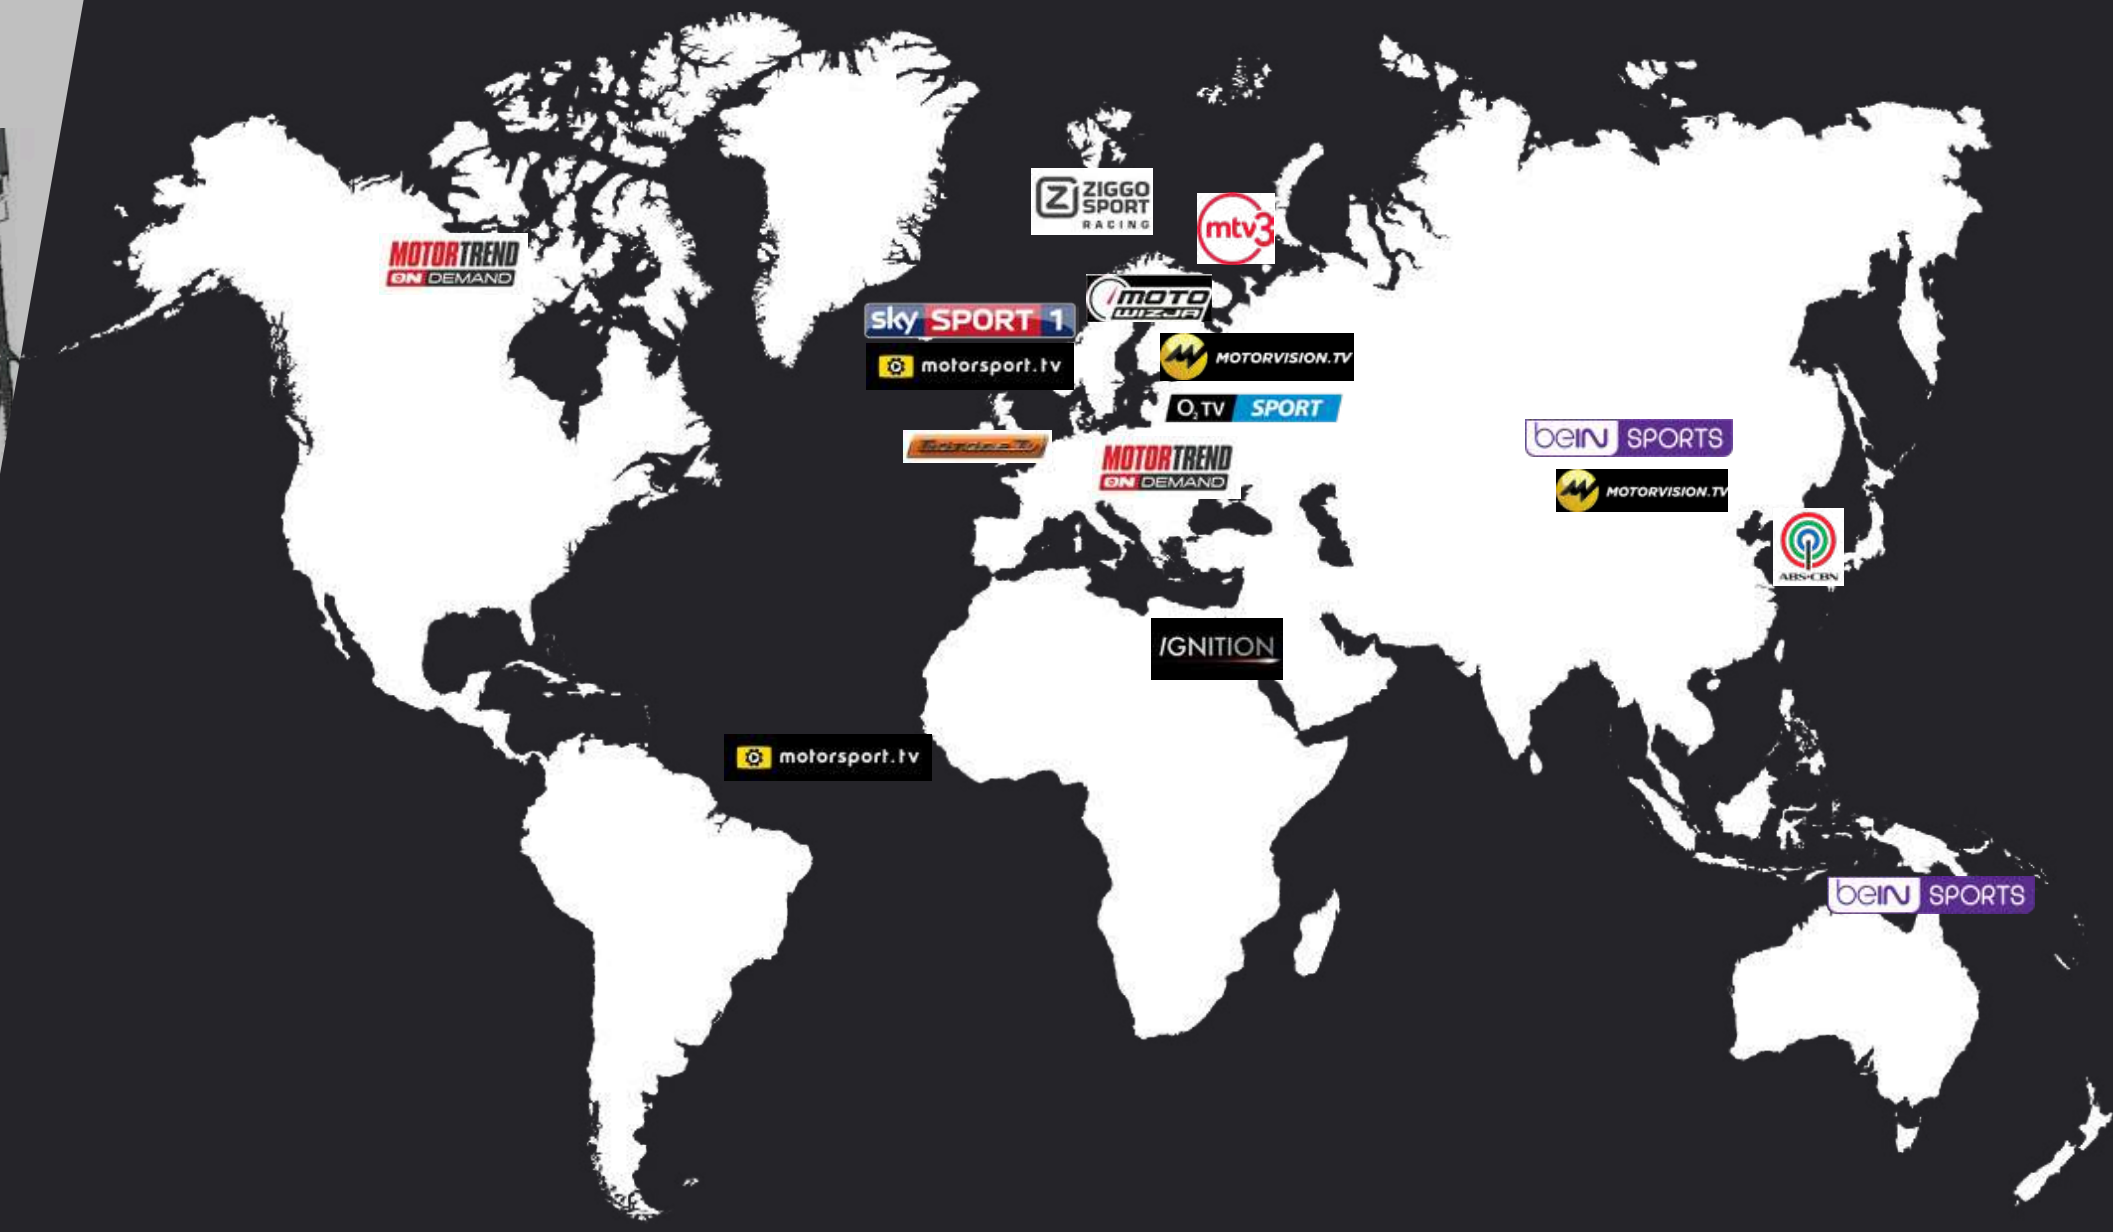 ZIGGO
SPORT
RACING
mtv3
MOTORTREND
ON DEMAND
MOTO
WIZJA
sky SPORT 1
motorsport.tv
MOTORVISION.TV
O₂ TV SPORT
MOTORTREND
ON DEMAND
beIN SPORTS
MOTORVISION.TV
ABS-CBN
IGNITION
motorsport.tv
beIN SPORTS